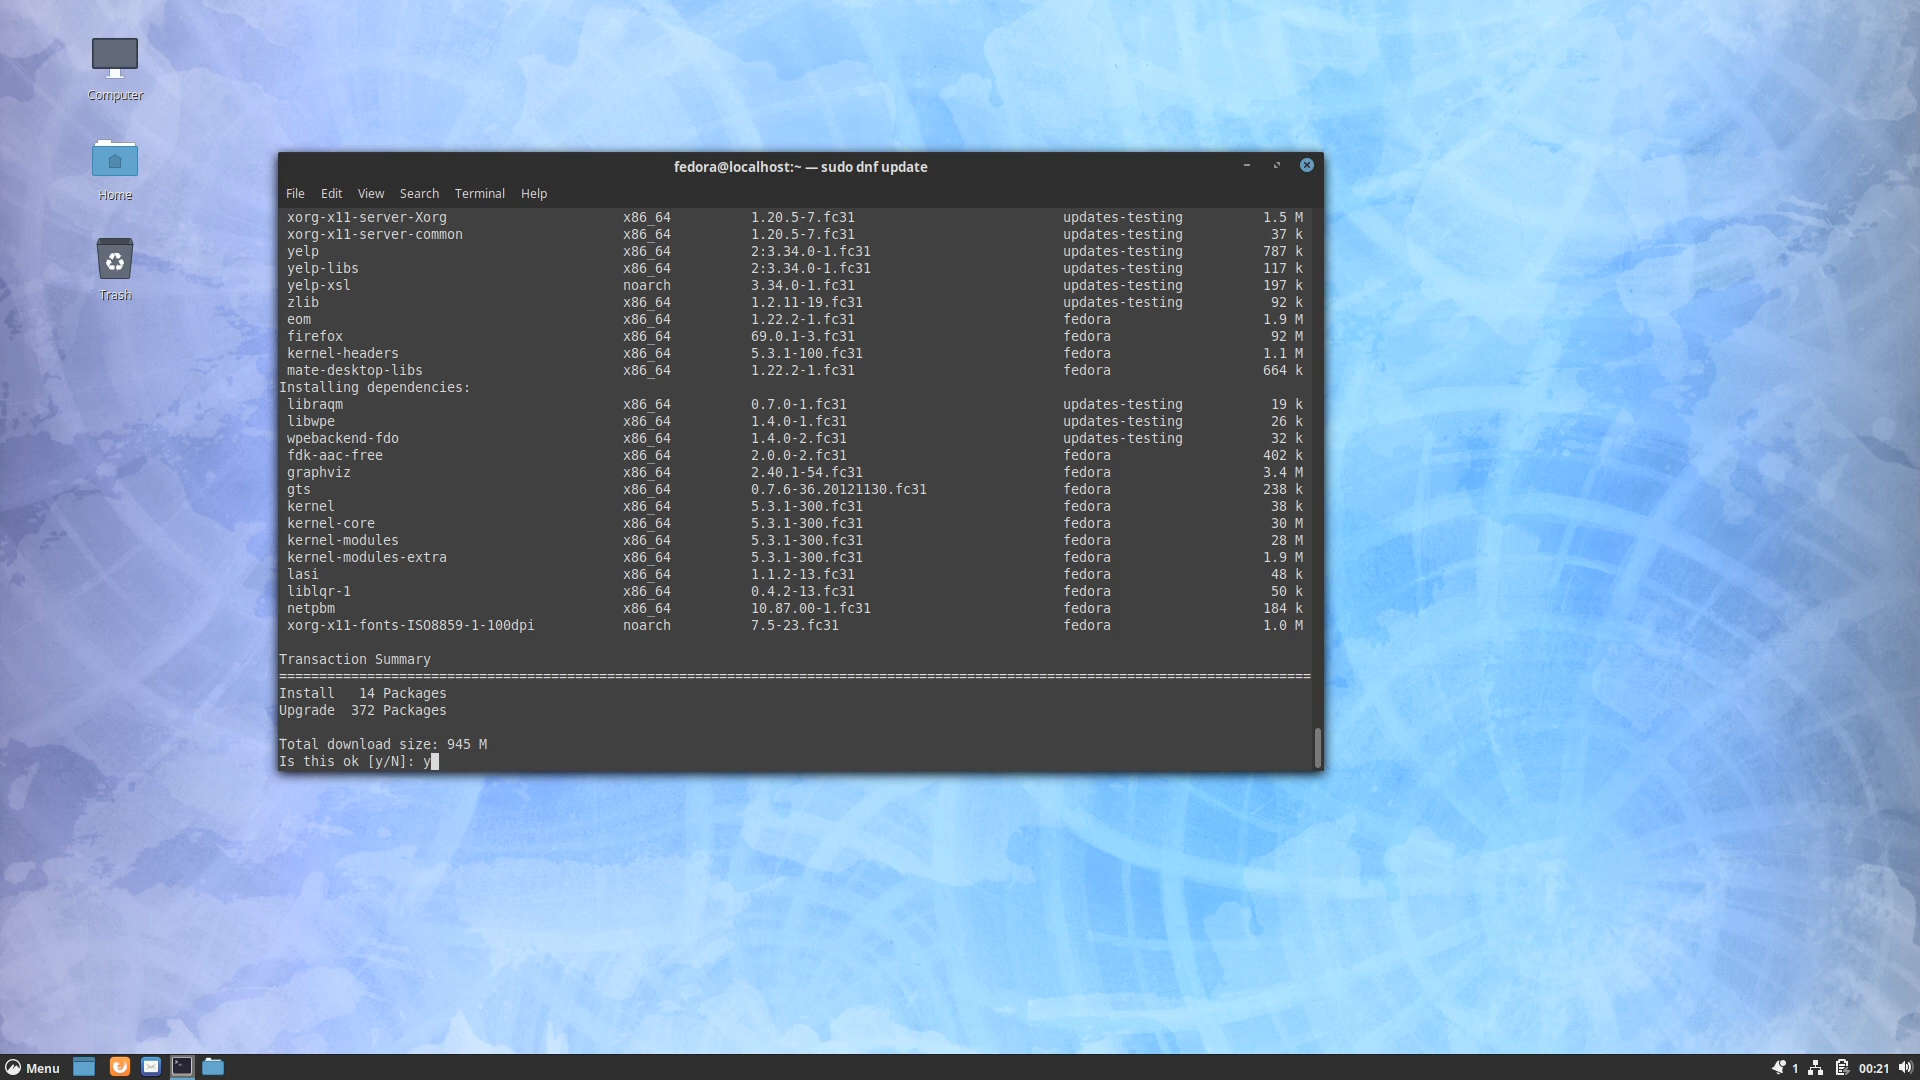 Computer
Home
Trash
fedora@localhost:~ — sudo dnf update
File Edit View Search Terminal Help
xorg-x11-server-Xorg x86_64 1.20.5-7.fc31 updates-testing 1.5 M
xorg-x11-server-common x86_64 1.20.5-7.fc31 updates-testing 37 k
yelp x86_64 2:3.34.0-1.fc31 updates-testing 787 k
yelp-libs x86_64 2:3.34.0-1.fc31 updates-testing 117 k
yelp-xsl noarch 3.34.0-1.fc31 updates-testing 197 k
zlib x86_64 1.2.11-19.fc31 updates-testing 92 k
eom x86_64 1.22.2-1.fc31 fedora 1.9 M
firefox x86_64 69.0.1-3.fc31 fedora 92 M
kernel-headers x86_64 5.3.1-100.fc31 fedora 1.1 M
mate-desktop-libs x86_64 1.22.2-1.fc31 fedora 664 k
Installing dependencies:
libraqm x86_64 0.7.0-1.fc31 updates-testing 19 k
libwpe x86_64 1.4.0-1.fc31 updates-testing 26 k
wpebackend-fdo x86_64 1.4.0-2.fc31 updates-testing 32 k
fdk-aac-free x86_64 2.0.0-2.fc31 fedora 402 k
graphviz x86_64 2.40.1-54.fc31 fedora 3.4 M
gts x86_64 0.7.6-36.20121130.fc31 fedora 238 k
kernel x86_64 5.3.1-300.fc31 fedora 38 k
kernel-core x86_64 5.3.1-300.fc31 fedora 30 M
kernel-modules x86_64 5.3.1-300.fc31 fedora 28 M
kernel-modules-extra x86_64 5.3.1-300.fc31 fedora 1.9 M
lasi x86_64 1.1.2-13.fc31 fedora 48 k
liblqr-1 x86_64 0.4.2-13.fc31 fedora 50 k
netpbm x86_64 10.87.00-1.fc31 fedora 184 k
xorg-x11-fonts-ISO8859-1-100dpi noarch 7.5-23.fc31 fedora 1.0 M
Transaction Summary
=================================================================================================================================
Install 14 Packages
Upgrade 372 Packages
Total download size: 945 M
Is this ok [y/N]: y
Menu 1 00:21